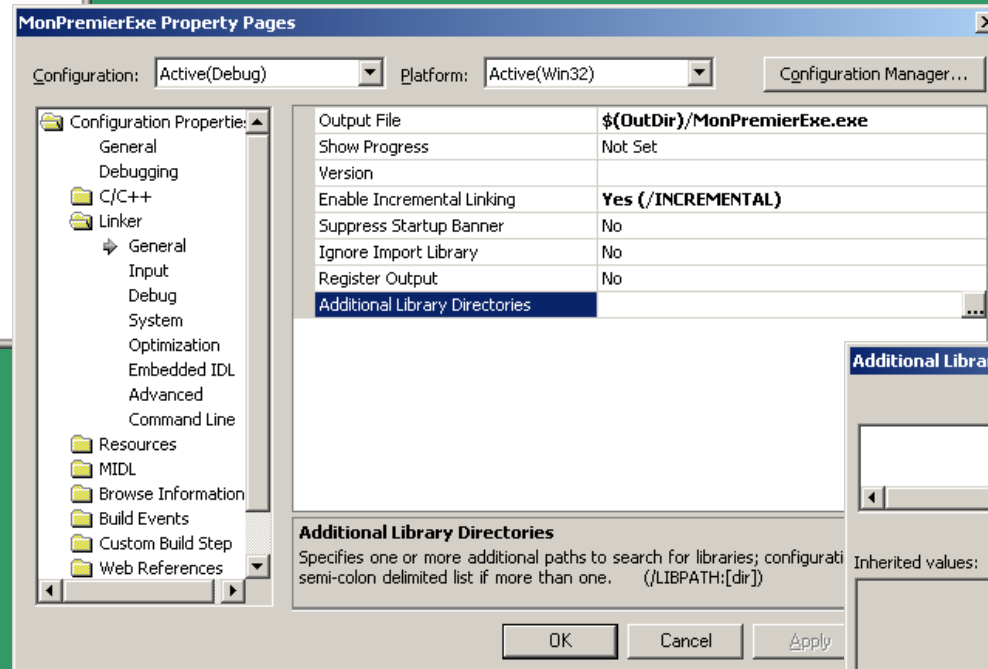 MonPremierExe Property Pages
Configuration: Active(Debug) Platform: Active(Win32) Configuration Manager...
Configuration Properties
General
Debugging
C/C++
Linker
General
Input
Debug
System
Optimization
Embedded IDL
Advanced
Command Line
Resources
MIDL
Browse Information
Build Events
Custom Build Step
Web References
Output File $(OutDir)/MonPremierExe.exe
Show Progress Not Set
Version
Enable Incremental Linking Yes (/INCREMENTAL)
Suppress Startup Banner No
Ignore Import Library No
Register Output No
Additional Library Directories ...
Additional Library Directories
Specifies one or more additional paths to search for libraries; configurati
semi-colon delimited list if more than one. (/LIBPATH:[dir])
OK Cancel Apply
Additional Librar
Inherited values: